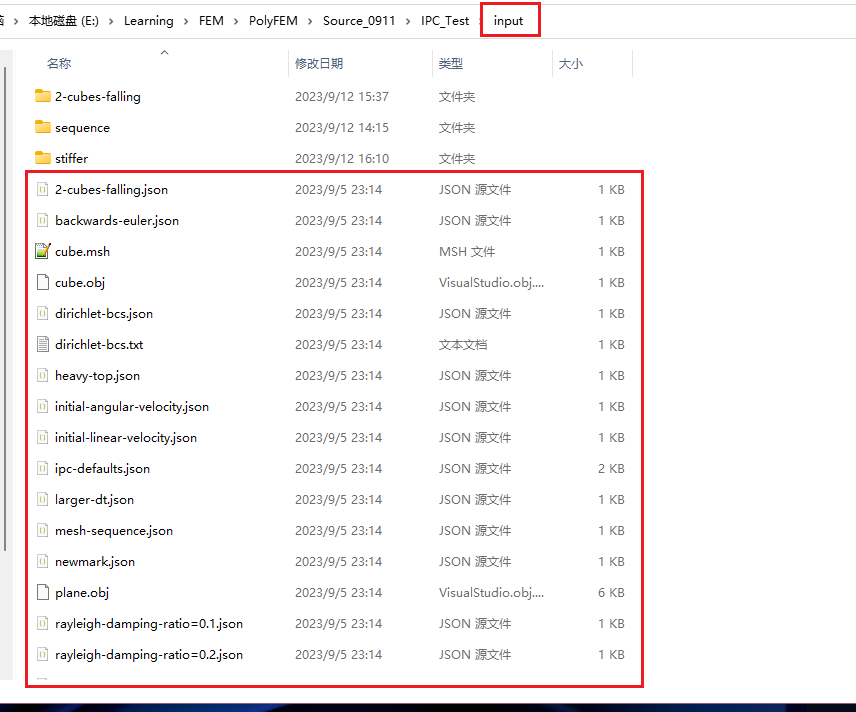 本地磁盘 (E:) › Learning › FEM › PolyFEM › Source_0911 › IPC_Test › input
名称 修改日期 类型 大小
2-cubes-falling 2023/9/12 15:37 文件夹
sequence 2023/9/12 14:15 文件夹
stiffer 2023/9/12 16:10 文件夹
2-cubes-falling.json 2023/9/5 23:14 JSON 源文件 1 KB
backwards-euler.json 2023/9/5 23:14 JSON 源文件 1 KB
cube.msh 2023/9/5 23:14 MSH 文件 1 KB
cube.obj 2023/9/5 23:14 VisualStudio.obj.... 1 KB
dirichlet-bcs.json 2023/9/5 23:14 JSON 源文件 1 KB
dirichlet-bcs.txt 2023/9/5 23:14 文本文档 1 KB
heavy-top.json 2023/9/5 23:14 JSON 源文件 1 KB
initial-angular-velocity.json 2023/9/5 23:14 JSON 源文件 1 KB
initial-linear-velocity.json 2023/9/5 23:14 JSON 源文件 1 KB
ipc-defaults.json 2023/9/5 23:14 JSON 源文件 2 KB
larger-dt.json 2023/9/5 23:14 JSON 源文件 1 KB
mesh-sequence.json 2023/9/5 23:14 JSON 源文件 1 KB
newmark.json 2023/9/5 23:14 JSON 源文件 1 KB
plane.obj 2023/9/5 23:14 VisualStudio.obj.... 6 KB
rayleigh-damping-ratio=0.1.json 2023/9/5 23:14 JSON 源文件 1 KB
rayleigh-damping-ratio=0.2.json 2023/9/5 23:14 JSON 源文件 1 KB